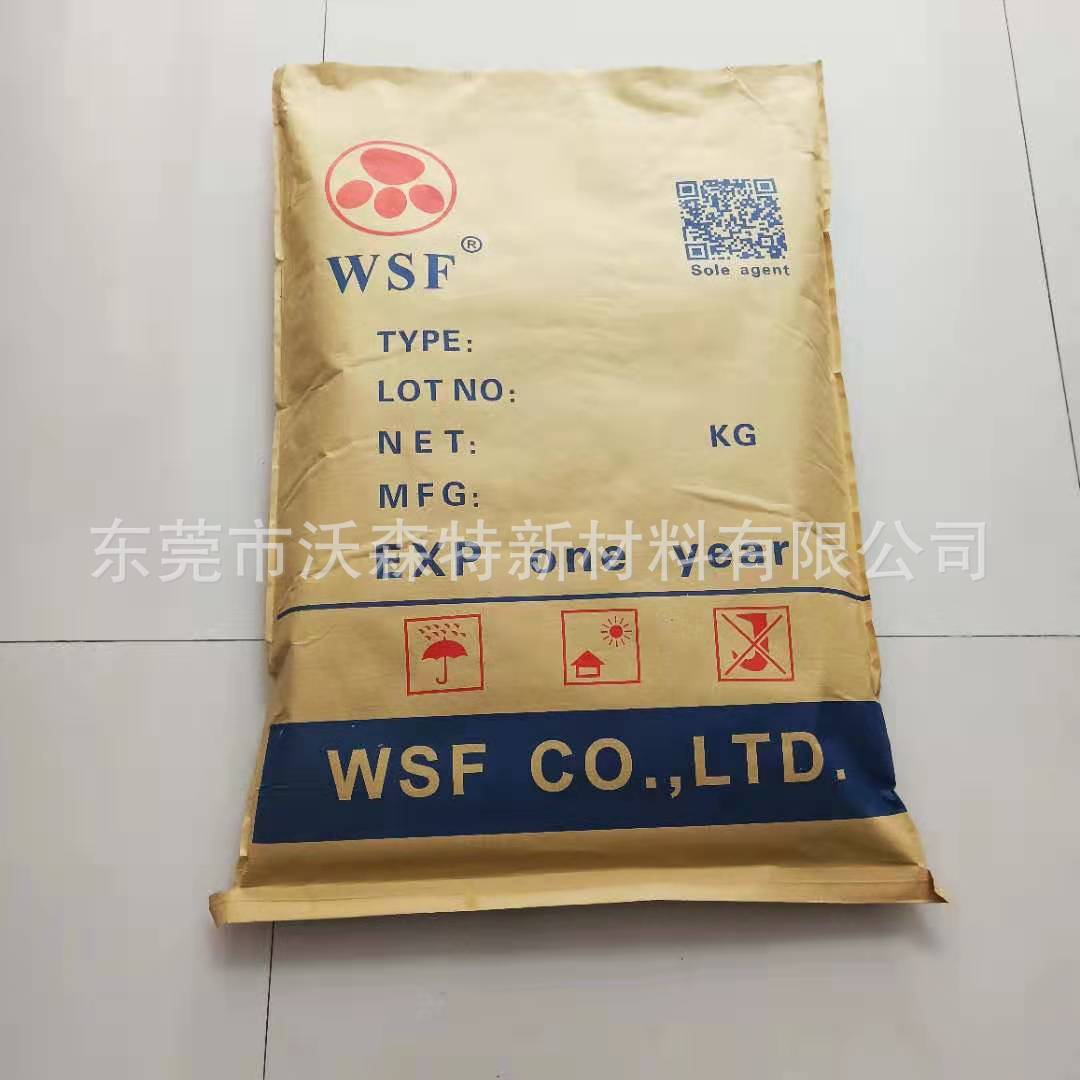 WSF®
Sole agent
TYPE:
LOT NO:
NET: KG
MFG:
东莞市沃森特新材料有限公司
EXP one year
WSF CO.,LTD.